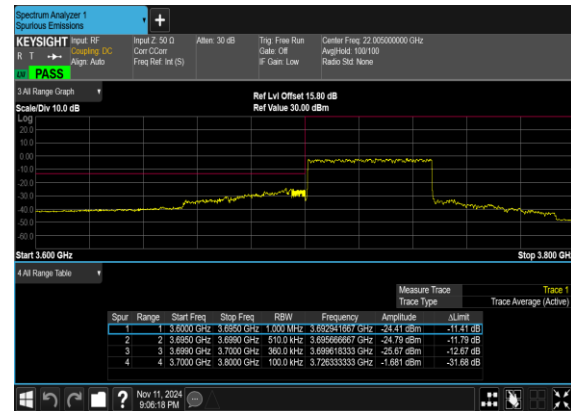 Spectrum Analyzer 1
Spurious Emissions
KEYSIGHT Input: RF Input Z: 50 Ω Atten: 30 dB Trig: Free Run Center Freq: 22.005000000 GHz
R T Coupling: DC Corr CCorr Gate: Off Avg|Hold: 100/100
Align: Auto Freq Ref: Int (S) IF Gain: Low Radio Std: None
PASS
3 All Range Graph
Ref Lvl Offset 15.80 dB
Scale/Div 10.0 dB Ref Value 30.00 dBm
Log
20.0
10.0
0.00
-10.0
-20.0
-30.0
-40.0
-50.0
-60.0
Start 3.600 GHz Stop 3.800 GHz
4 All Range Table
Measure Trace Trace 1
Trace Type Trace Average (Active)
Spur Range Start Freq Stop Freq RBW Frequency Amplitude ΔLimit
1 1 3.6000 GHz 3.6950 GHz 1.000 MHz 3.692941667 GHz -24.41 dBm -11.41 dB
2 2 3.6950 GHz 3.6990 GHz 510.0 kHz 3.695666667 GHz -24.79 dBm -11.79 dB
3 3 3.6990 GHz 3.7000 GHz 360.0 kHz 3.699618333 GHz -25.67 dBm -12.67 dB
4 4 3.7000 GHz 3.8000 GHz 100.0 kHz 3.726333333 GHz -1.681 dBm -31.68 dB
Nov 11, 2024
9:06:18 PM